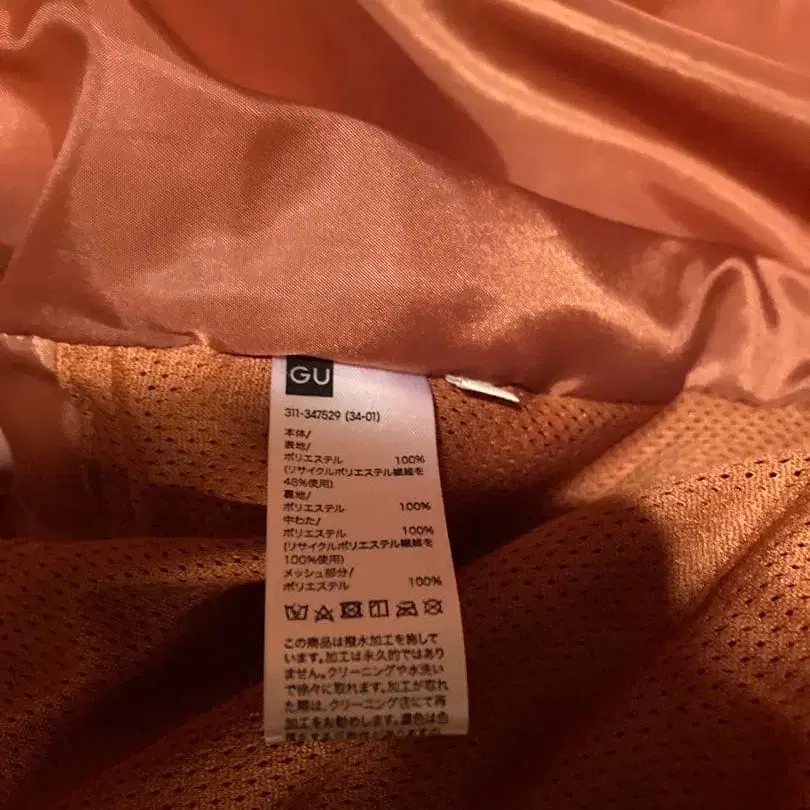 GU
311-347529 (34-01)
本体/
表地/
ポリエステル 100%
(リサイクルポリエステル繊維を
48%使用)
裏地/
ポリエステル 100%
中わた/
ポリエステル 100%
(リサイクルポリエステル繊維を
100%使用)
メッシュ部分/
ポリエステル 100%
この商品は撥水加工を施して
います。加工は永久的ではあり
ません。クリーニングや水洗い
で徐々に取れます。加工が取れ
た際は、クリーニング店にて再
加工をお勧めします。濃色は色